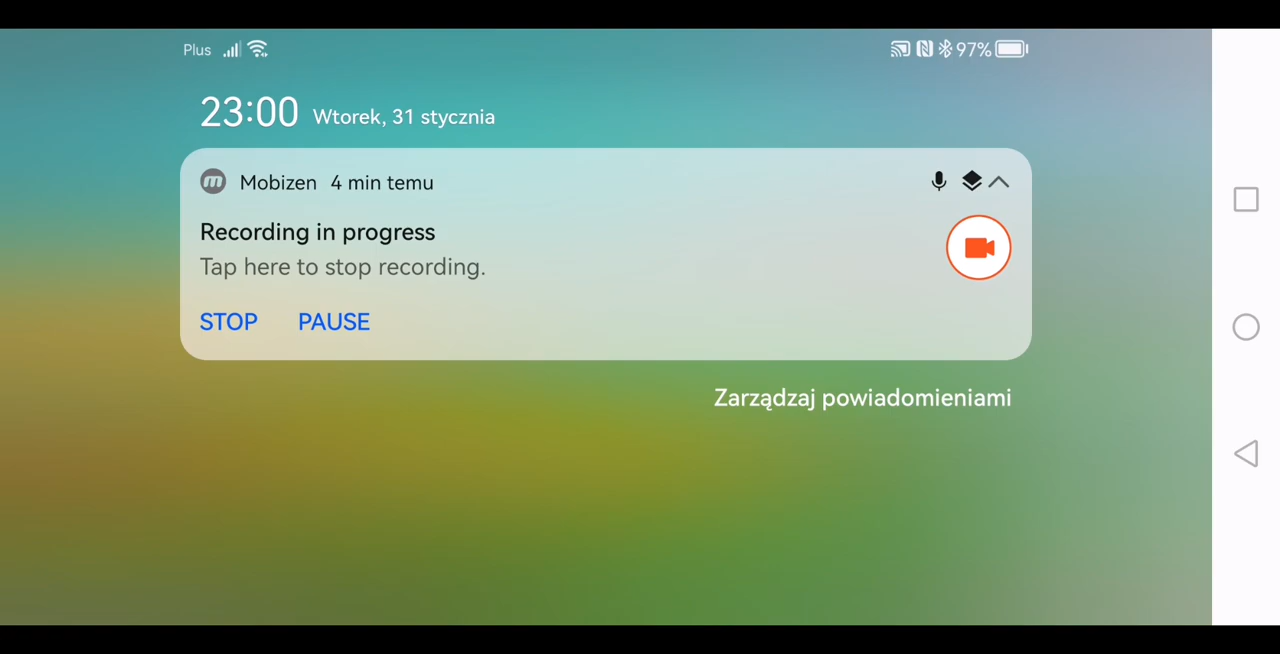 Plus 97%
23:00 Wtorek, 31 stycznia
Mobizen 4 min temu
Recording in progress
Tap here to stop recording.
STOP PAUSE
Zarządzaj powiadomieniami